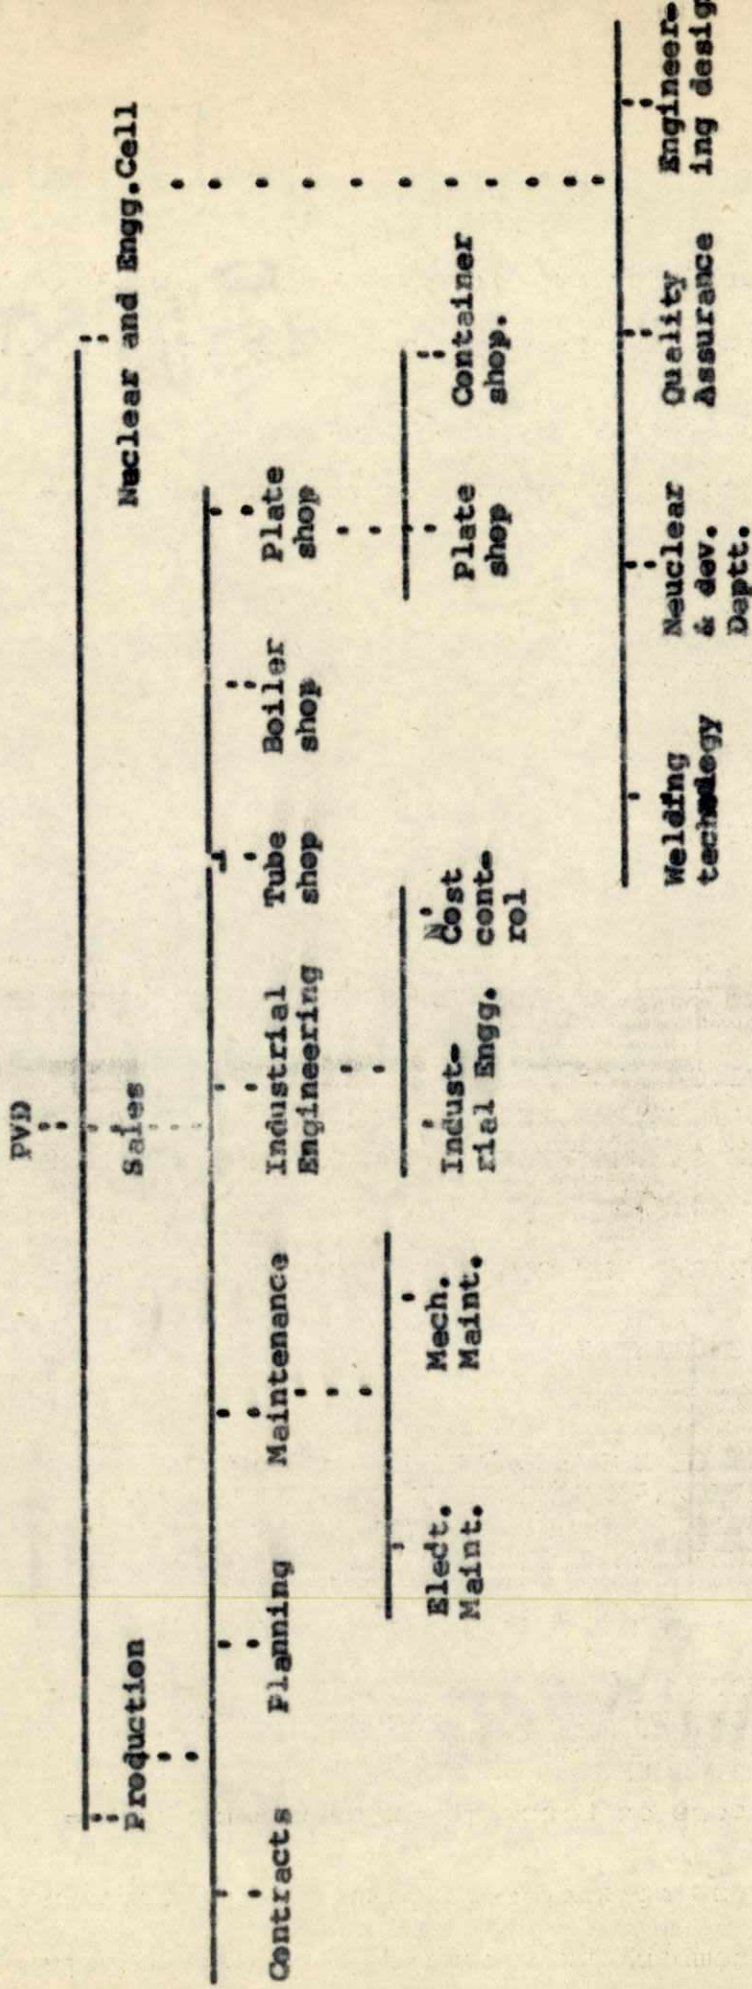 PVD
Production
Sales
Nuclear and Engg.Cell
Contracts
Planning
Maintenance
Industrial
Engineering
Tube
shop
Boiler
shop
Plate
shop
Elect.
Maint.
Mech.
Maint.
Indust-
rial Engg.
Cost
cont-
rol
Plate
shop
Container
shop.
Welding
technology
Neuclear
& dev.
Deptt.
Quality
Assurance
Engineer-
ing desig